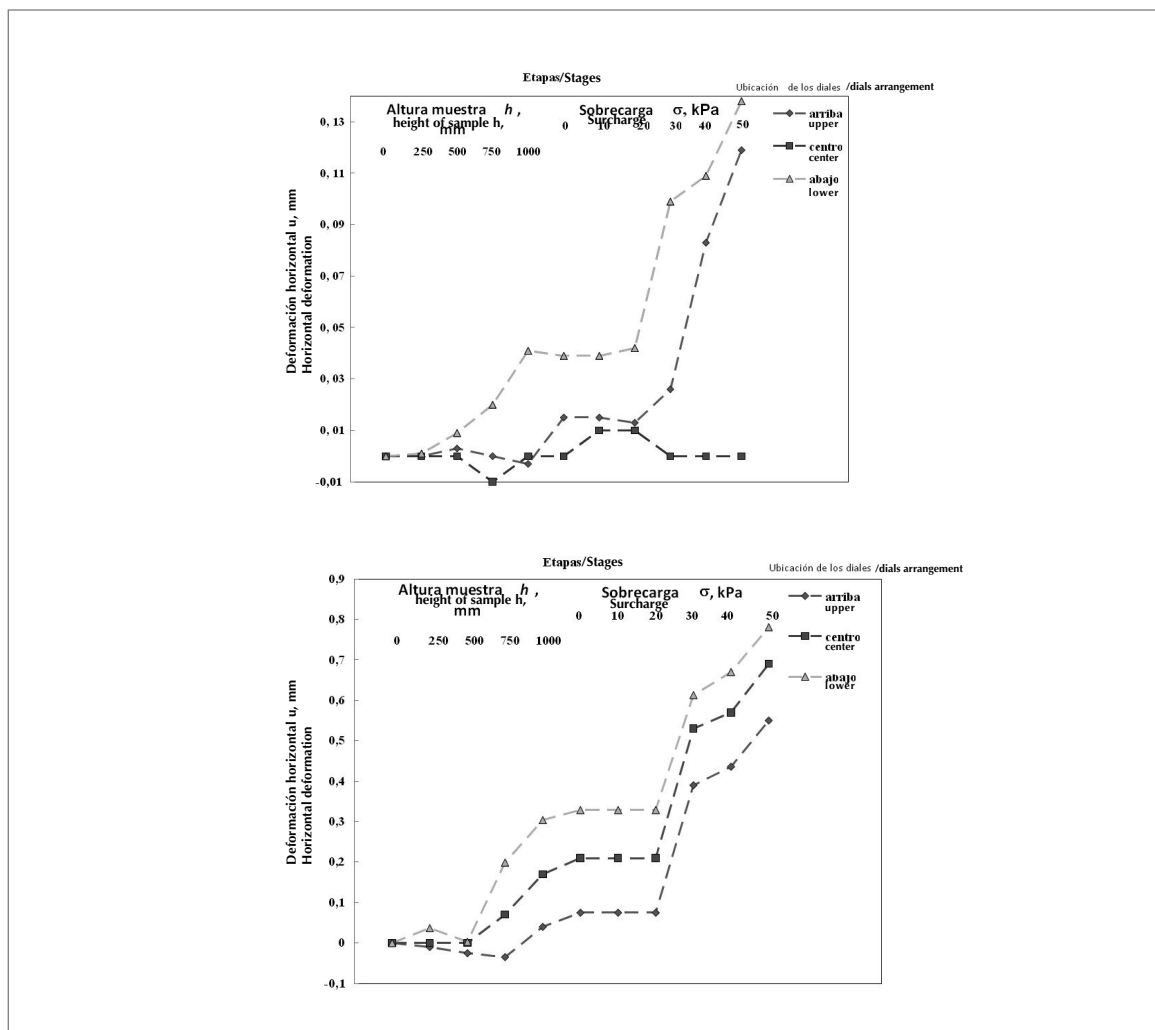 Etapas/Stages
Ubicación de los diales /dials arrangement
Altura muestra h ,
height of sample h,
mm
Sobrecarga σ, kPa
Surcharge
0 10 20 30 40 50
0 250 500 750 1000
arriba
upper
centro
center
abajo
lower
0, 13
0, 11
0, 09
0, 07
0, 05
0, 03
0, 01
-0,01
Deformación horizontal u, mm
Horizontal deformation
Etapas/Stages
Ubicación de los diales /dials arrangement
Altura muestra h ,
height of sample h,
mm
Sobrecarga σ, kPa
Surcharge
0 10 20 30 40 50
0 250 500 750 1000
arriba
upper
centro
center
abajo
lower
0,9
0,8
0,7
0,6
0,5
0,4
0,3
0,2
0,1
0
-0,1
Deformación horizontal u, mm
Horizontal deformation